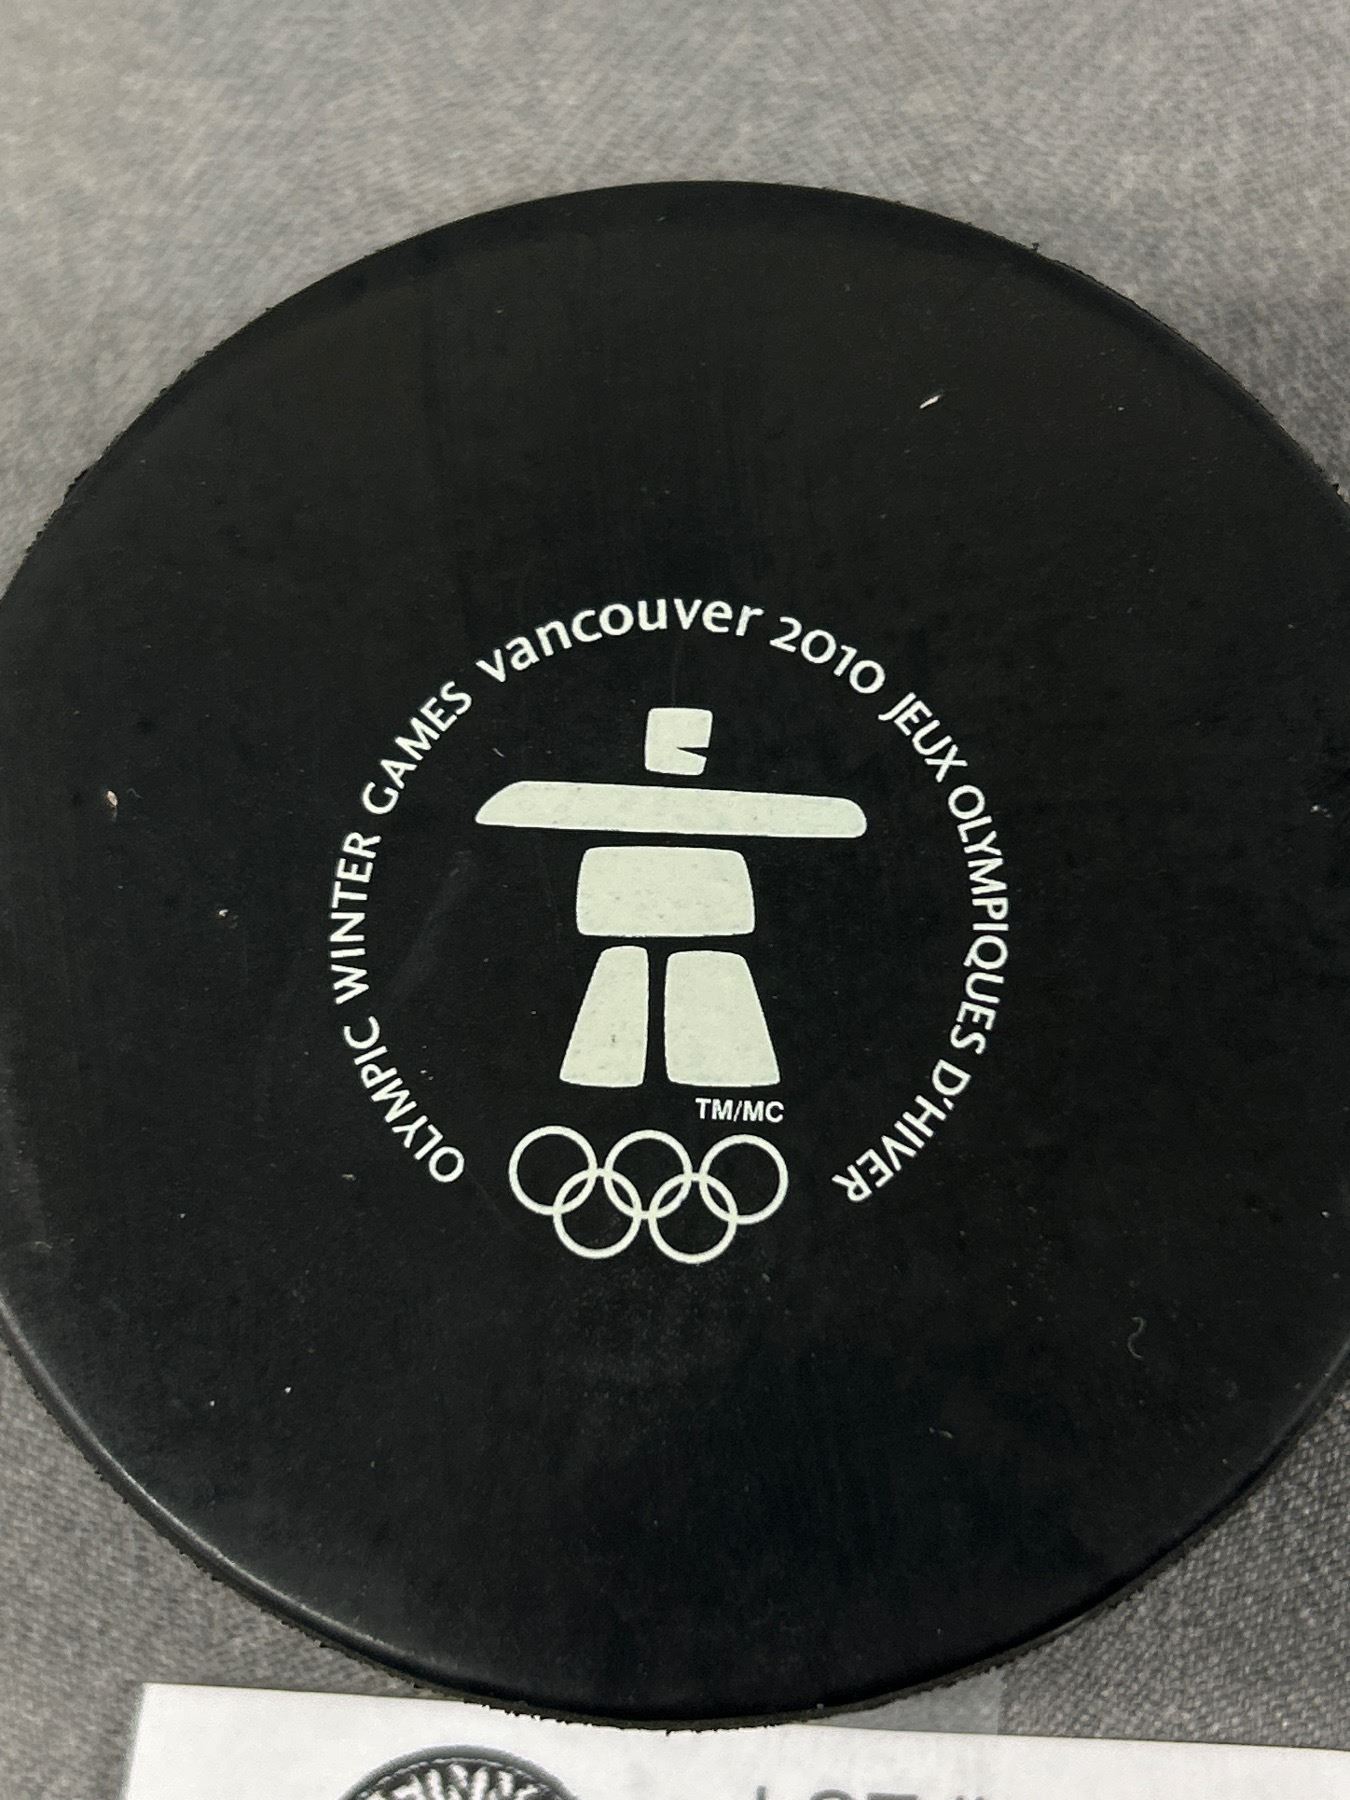 OLYMPIC WINTER GAMES vancouver 2010 JEUX OLYMPIQUES D'HIVER
TM/MC